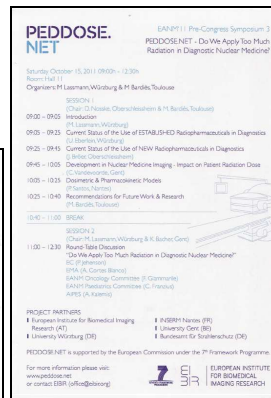 PEDDOSE.
NET
EANM'11 Pre-Congress Symposium 3
PEDDOSE.NET - Do We Apply Too Much
Radiation in Diagnostic Nuclear Medicine?
Saturday October 15, 2011 09:00h - 12:30h
Room: Hall 11
Organizers: M Lassmann, Würzburg & M Bardiès, Toulouse
SESSION 1
(Chair: D. Noßke, Oberschleissheim & M. Bardiès, Toulouse)
09:00 – 09:05 Introduction
(M. Lassmann, Würzburg)
09:05 - 09:25 Current Status of the Use of ESTABLISHED Radiopharmaceuticals in Diagnostics
(U. Eberlein, Würzburg)
09:25 – 09:45 Current Status of the Use of NEW Radiopharmaceuticals in Diagnostics
(J. Bröer, Oberschleissheim)
09:45 – 10:05 Development in Nuclear Medicine Imaging - Impact on Patient Radiation Dose
(C. Vandevoorde, Gent)
10:05 – 10:25 Dosimetric & Pharmacokinetic Models
(P. Santos, Nantes)
10:25 – 10:40 Recommendations for Future Work & Research
(M. Bardiès, Toulouse)
10:40 – 11:00 BREAK
SESSION 2
(Chair: M. Lassmann, Würzburg & K. Bacher, Gent)
11:00 – 12:30 Round-Table Discussion
"Do We Apply Too Much Radiation in Diagnostic Nuclear Medicine?"
EMA (A. Cortes Blanco)
EANM Oncology Committee (F. Giammarile)
EANM Paediatrics Committee
AIPES
PROJECT PARTNERS
European Institute for Biomedical Imaging
Research (AT)
University Würzburg (DE)
INSERM Nantes (FR)
University Gent (BE)
Bundesamt für Strahlenschutz (DE)
PEDDOSE.NET is supported by the European Commission under the 7th Framework Programme.
For more information please visit
www.peddose.net
or contact EIBIR (office@eibir.org)
EUROPEAN INSTITUTE
FOR BIOMEDICAL
IMAGING RESEARCH